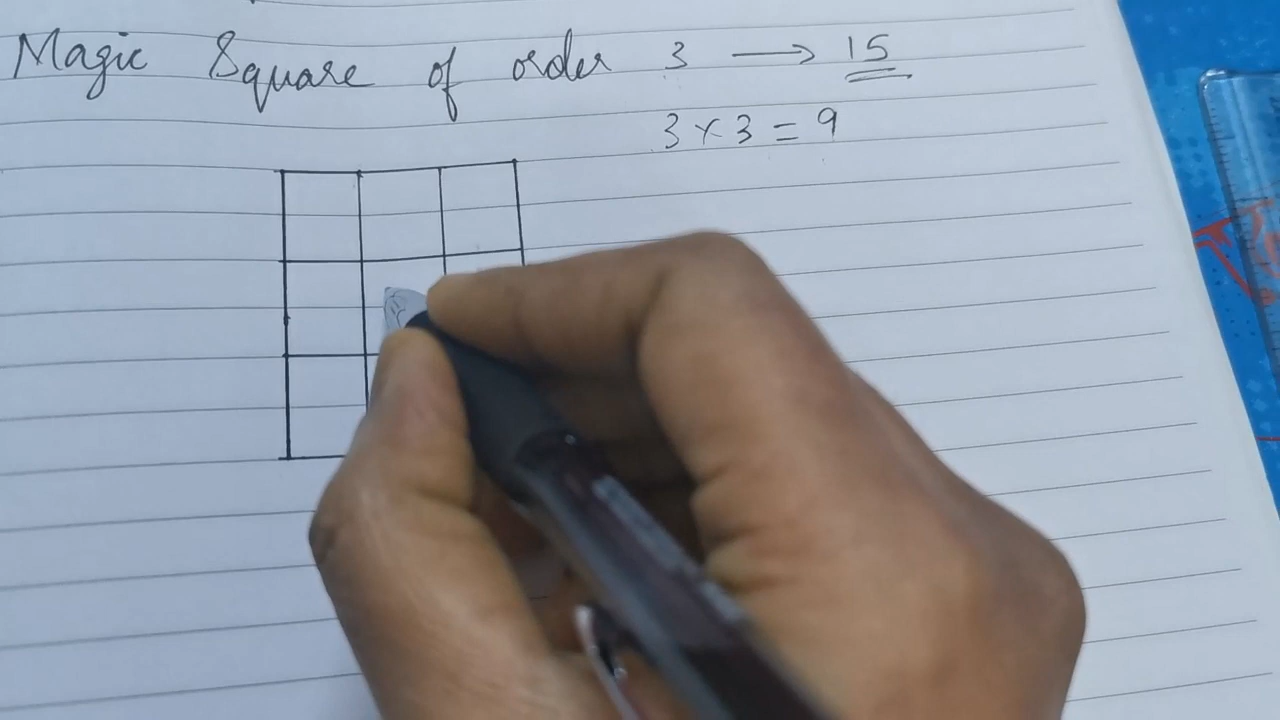 Magic Square of order 3 → 15
3 × 3 = 9